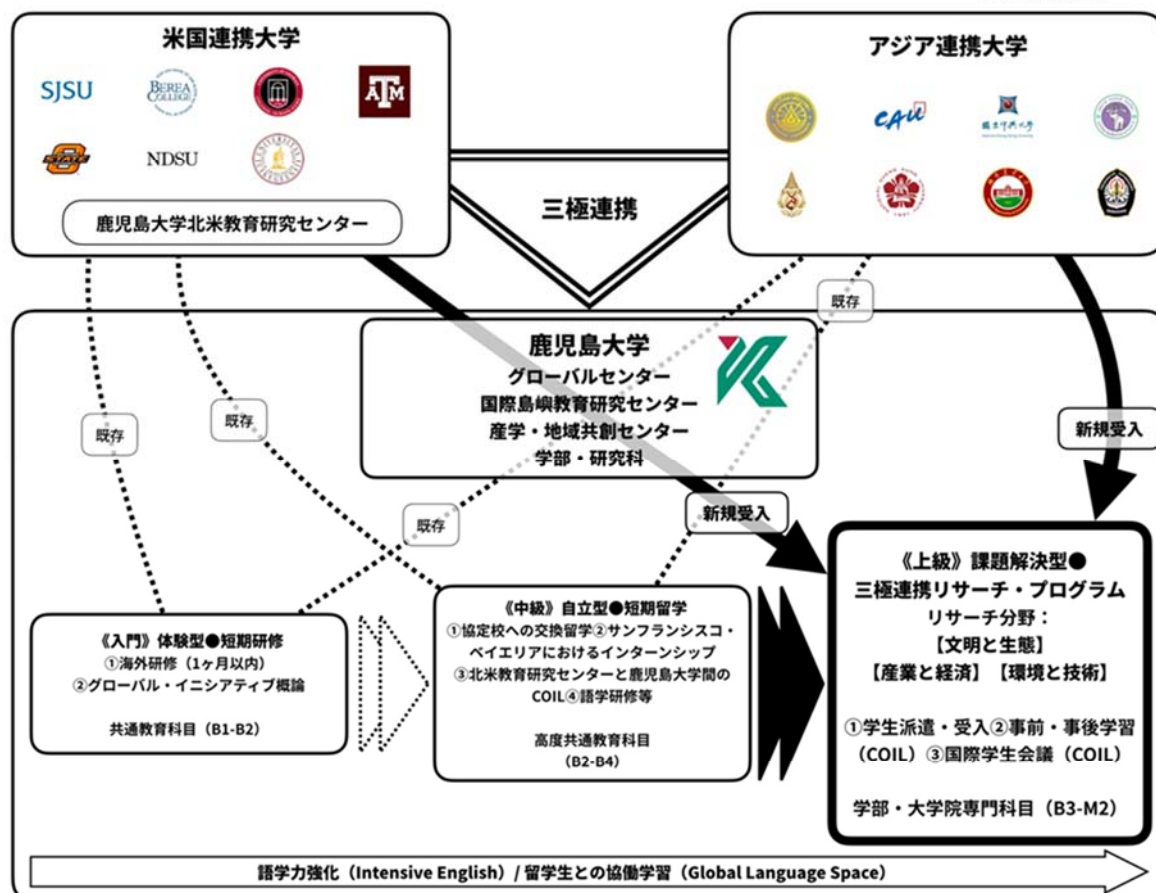 米国連携大学
SJSU
BEREA
COLLEGE
ATM
STATE
NDSU
鹿児島大学北米教育研究センター
アジア連携大学
CAU
三極連携
既存
鹿児島大学
グローバルセンター
国際島嶼教育研究センター
産学・地域共創センター
学部・研究科
既存
既存
既存
新規受入
新規受入
《入門》体験型●短期研修
①海外研修（1ヶ月以内）
②グローバル・イニシアティブ概論
共通教育科目（B1-B2）
《中級》自立型●短期留学
①協定校への交換留学②サンフランシスコ・
ベイエリアにおけるインターンシップ
③北米教育研究センターと鹿児島大学間の
COIL④語学研修等
高度共通教育科目
（B2-B4）
《上級》課題解決型●
三極連携リサーチ・プログラム
リサーチ分野：
【文明と生態】
【産業と経済】【環境と技術】
①学生派遣・受入②事前・事後学習
（COIL）③国際学生会議（COIL）
学部・大学院専門科目（B3-M2）
語学力強化（Intensive English）/ 留学生との協働学習（Global Language Space）